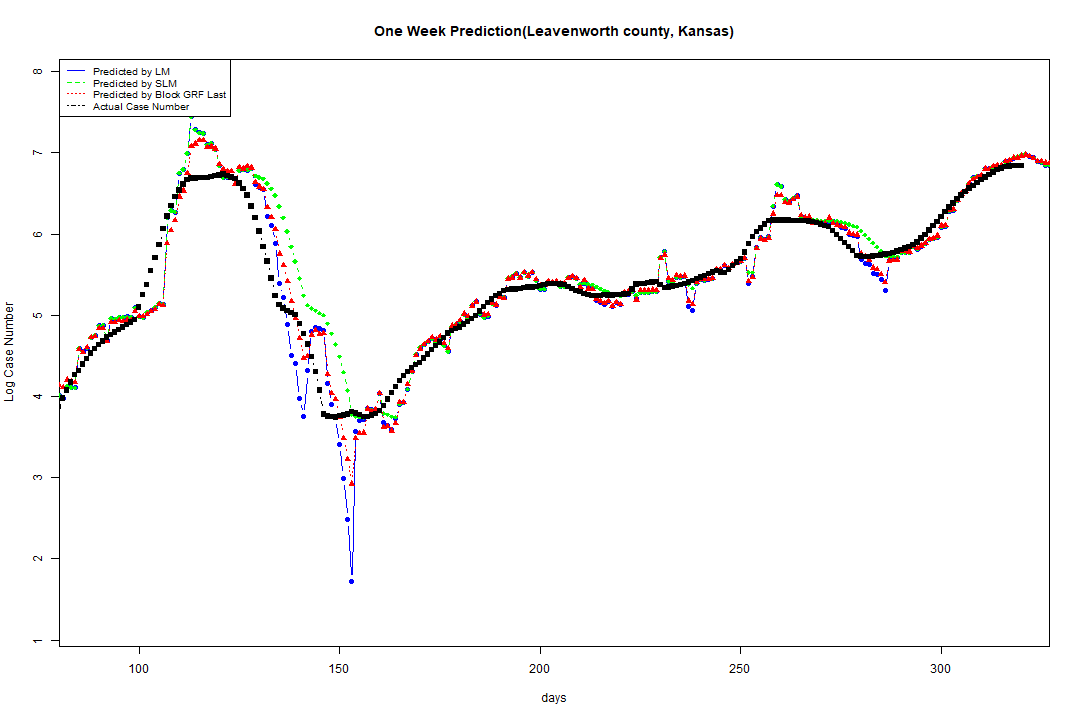 One Week Prediction(Leavenworth county, Kansas)
Predicted by LM
Predicted by SLM
Predicted by Block GRF Last
Actual Case Number
8
7
6
5
4
3
2
1
Log Case Number
100 150 200 250 300
days